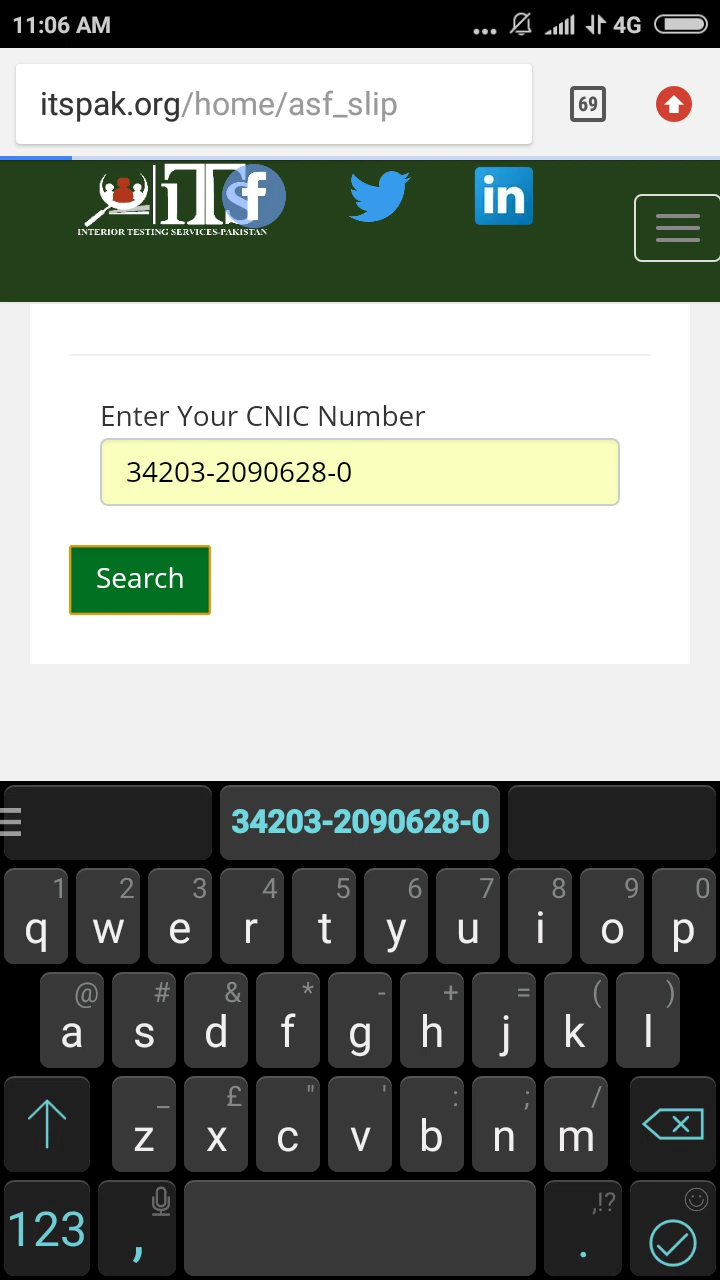 11:06 AM
... 4G
itspak.org/home/asf_slip
69
iTS f in
INTERIOR TESTING SERVICES-PAKISTAN
Enter Your CNIC Number
34203-2090628-0
Search
34203-2090628-0
1 2 3 4 5 6 7 8 9 0
q w e r t y u i o p
@ # & * - + = ( )
a s d f g h j k l
_ £ " ' : ; /
z x c v b n m
,!?
123 , .